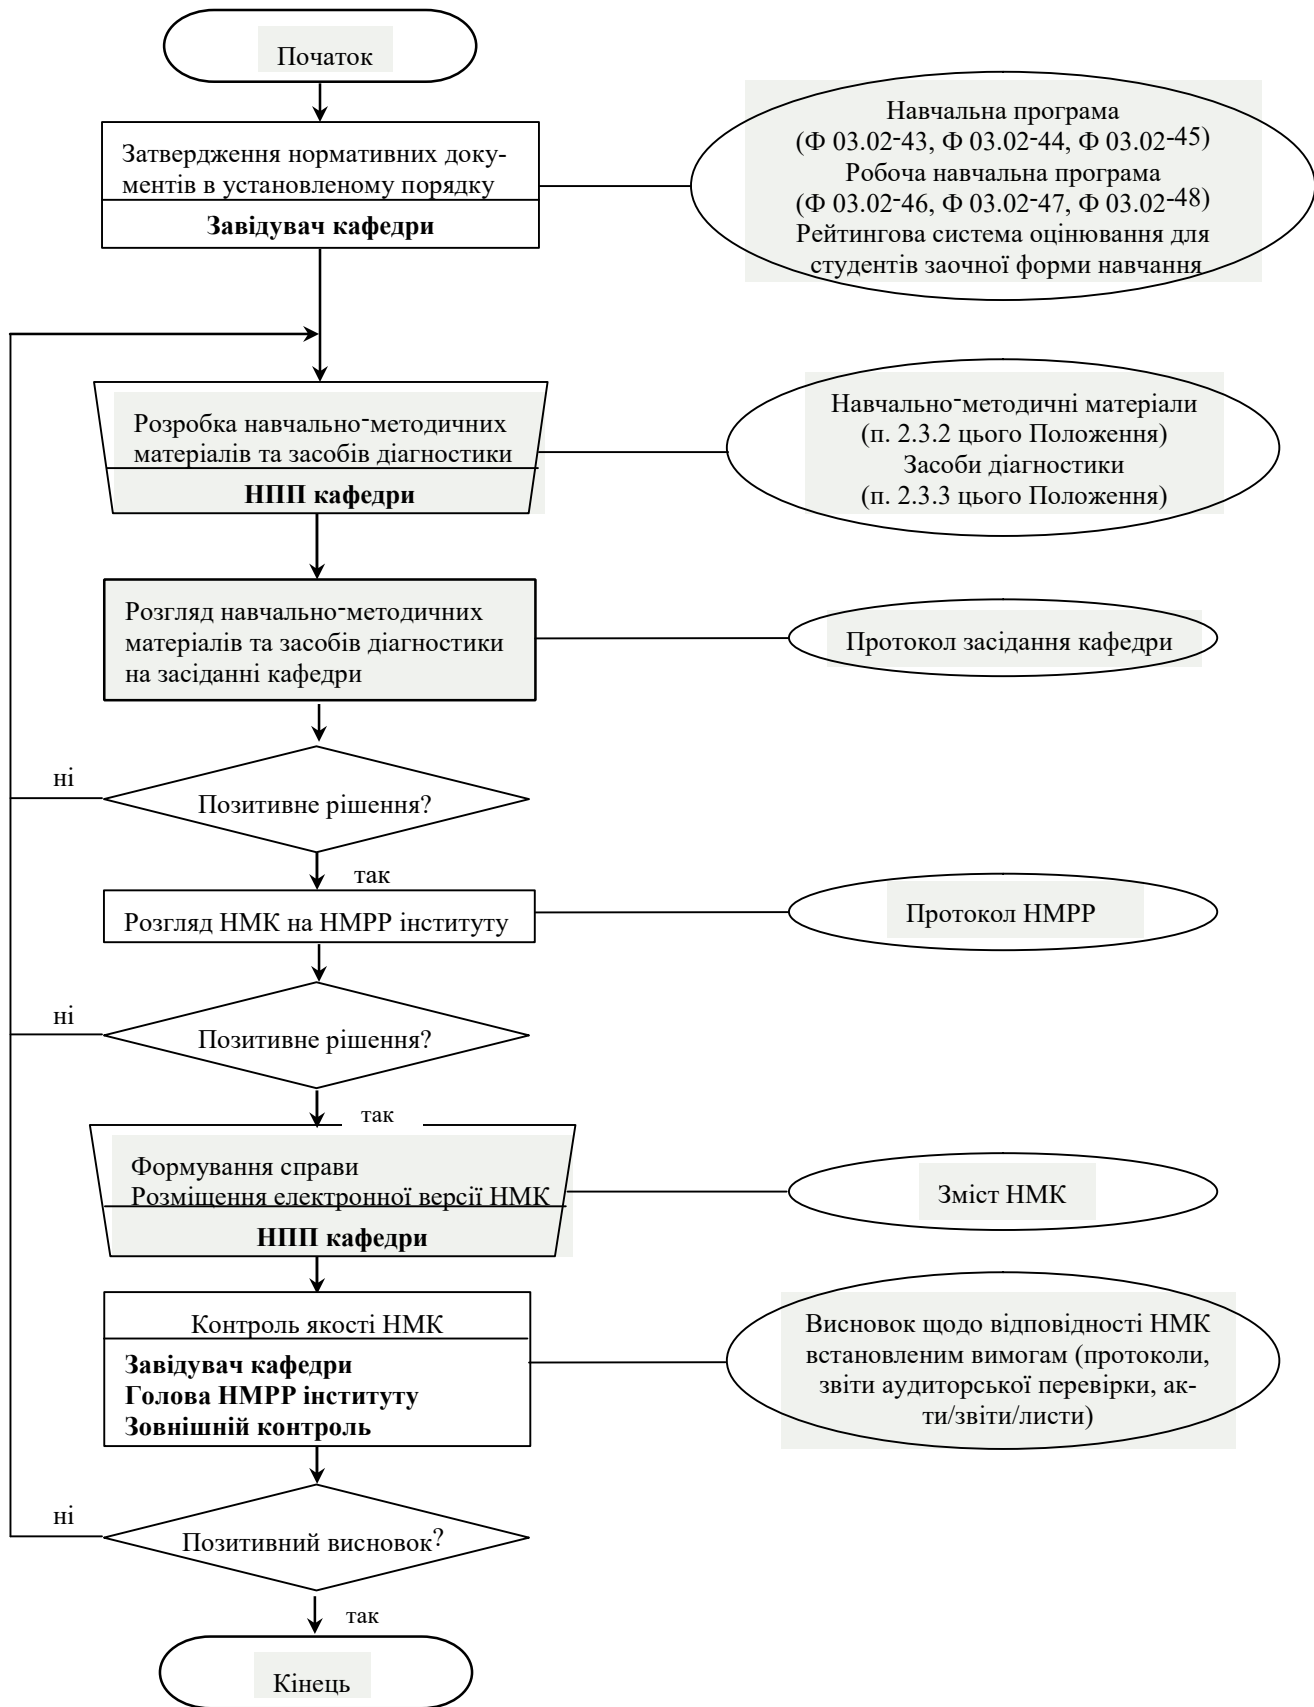 Початок
Затвердження нормативних доку-
ментів в установленому порядку
Завідувач кафедри
Навчальна програма
(Ф 03.02-43, Ф 03.02-44, Ф 03.02-45)
Робоча навчальна програма
(Ф 03.02-46, Ф 03.02-47, Ф 03.02-48)
Рейтингова система оцінювання для
студентів заочної форми навчання
Розробка навчально-методичних
матеріалів та засобів діагностики
НПП кафедри
Навчально-методичні матеріали
(п. 2.3.2 цього Положення)
Засоби діагностики
(п. 2.3.3 цього Положення)
Розгляд навчально-методичних
матеріалів та засобів діагностики
на засіданні кафедри
Протокол засідання кафедри
ні
Позитивне рішення?
так
Розгляд НМК на НМРР інституту
Протокол НМРР
ні
Позитивне рішення?
так
Формування справи
Розміщення електронної версії НМК
НПП кафедри
Зміст НМК
Контроль якості НМК
Завідувач кафедри
Голова НМРР інституту
Зовнішній контроль
Висновок щодо відповідності НМК
встановленим вимогам (протоколи,
звіти аудиторської перевірки, ак-
ти/звіти/листи)
ні
Позитивний висновок?
так
Кінець